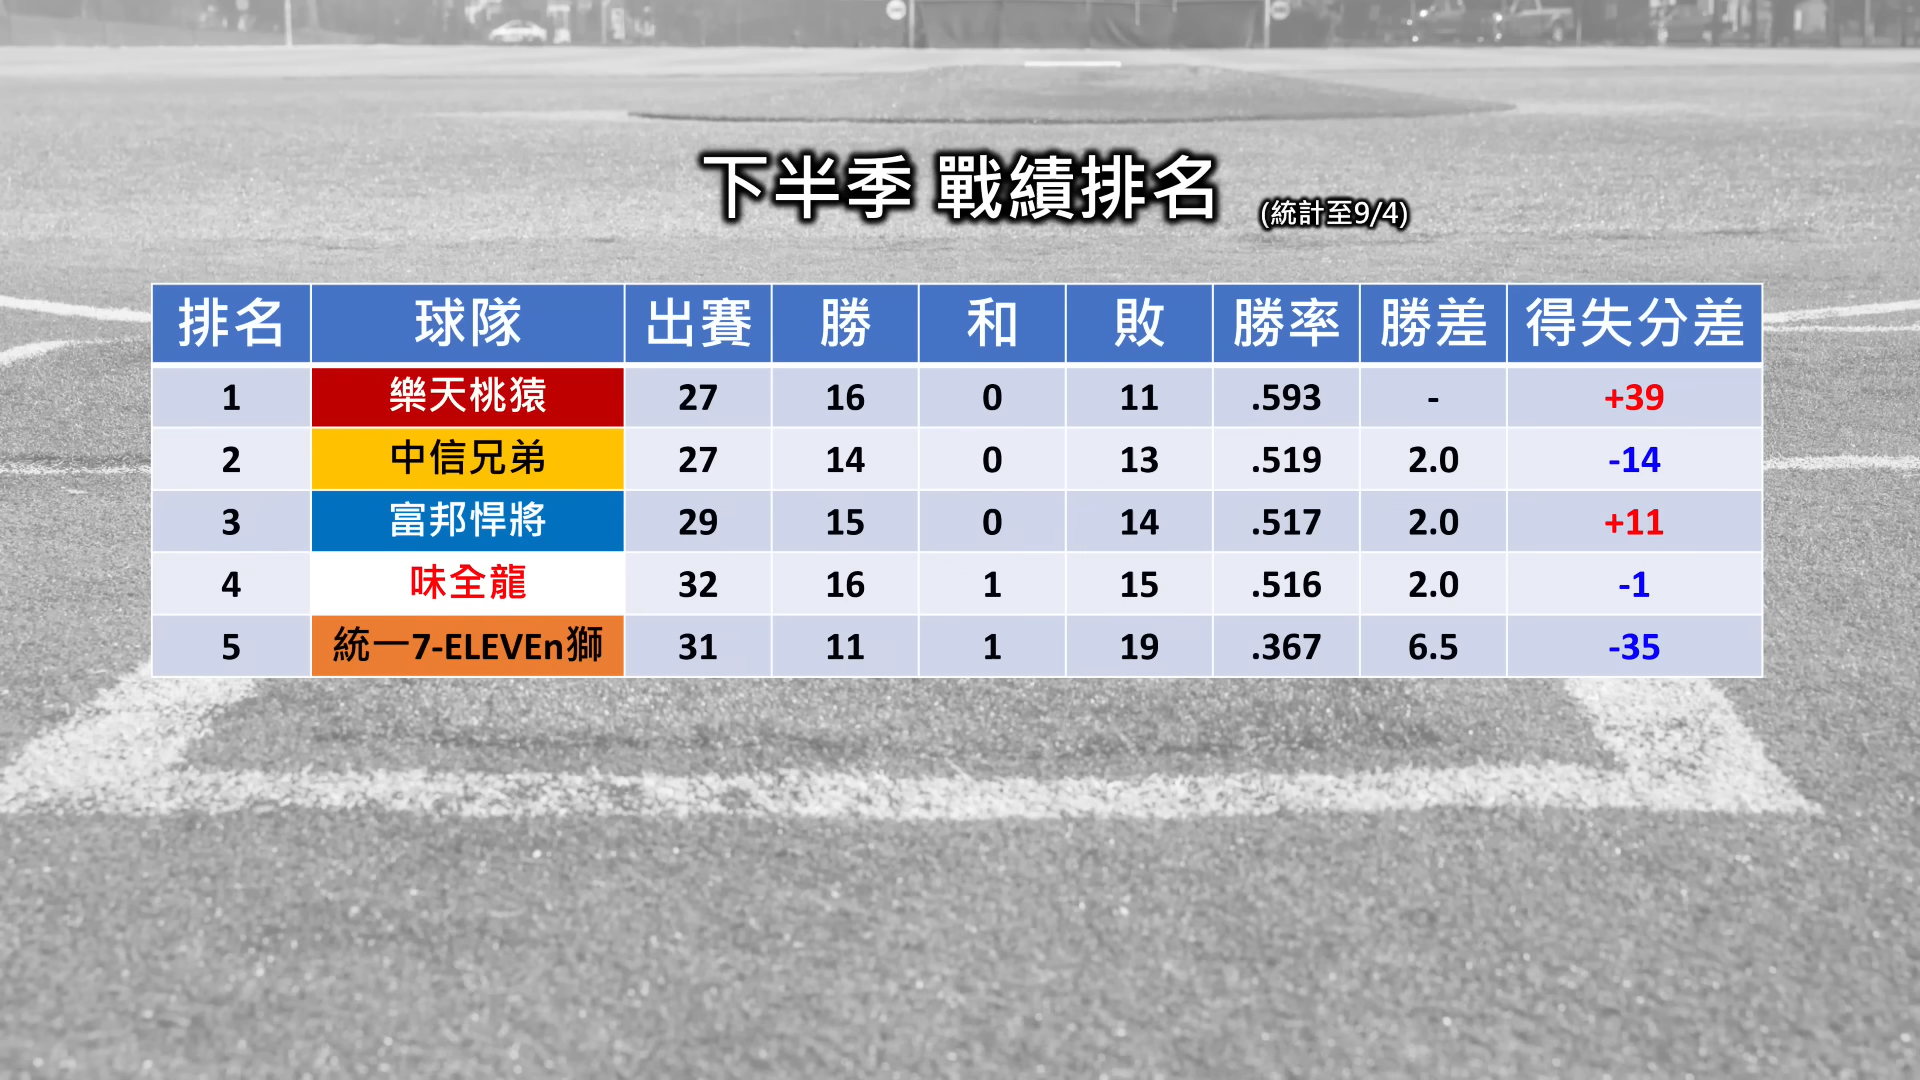 下半季 戰績排名 (統計至9/4)
排名 球隊 出賽 勝 和 敗 勝率 勝差 得失分差
1 樂天桃猿 27 16 0 11 .593 - +39
2 中信兄弟 27 14 0 13 .519 2.0 -14
3 富邦悍將 29 15 0 14 .517 2.0 +11
4 味全龍 32 16 1 15 .516 2.0 -1
5 統一7-ELEVEn獅 31 11 1 19 .367 6.5 -35